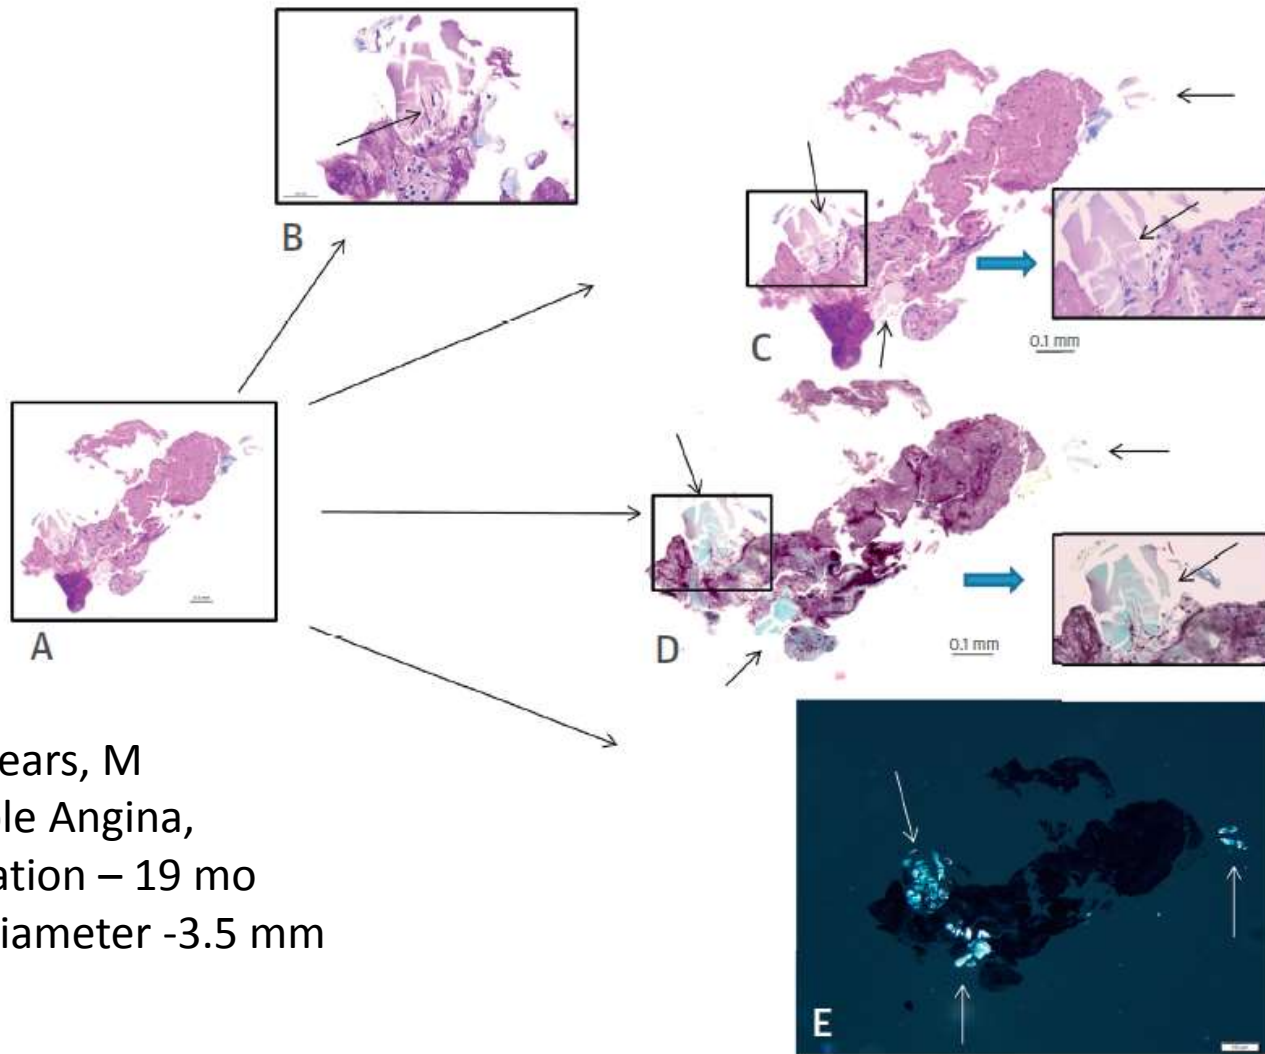 B
C
0.1 mm
A
D
0.1 mm
ears, M
le Angina,
ation – 19 mo
iameter -3.5 mm
E